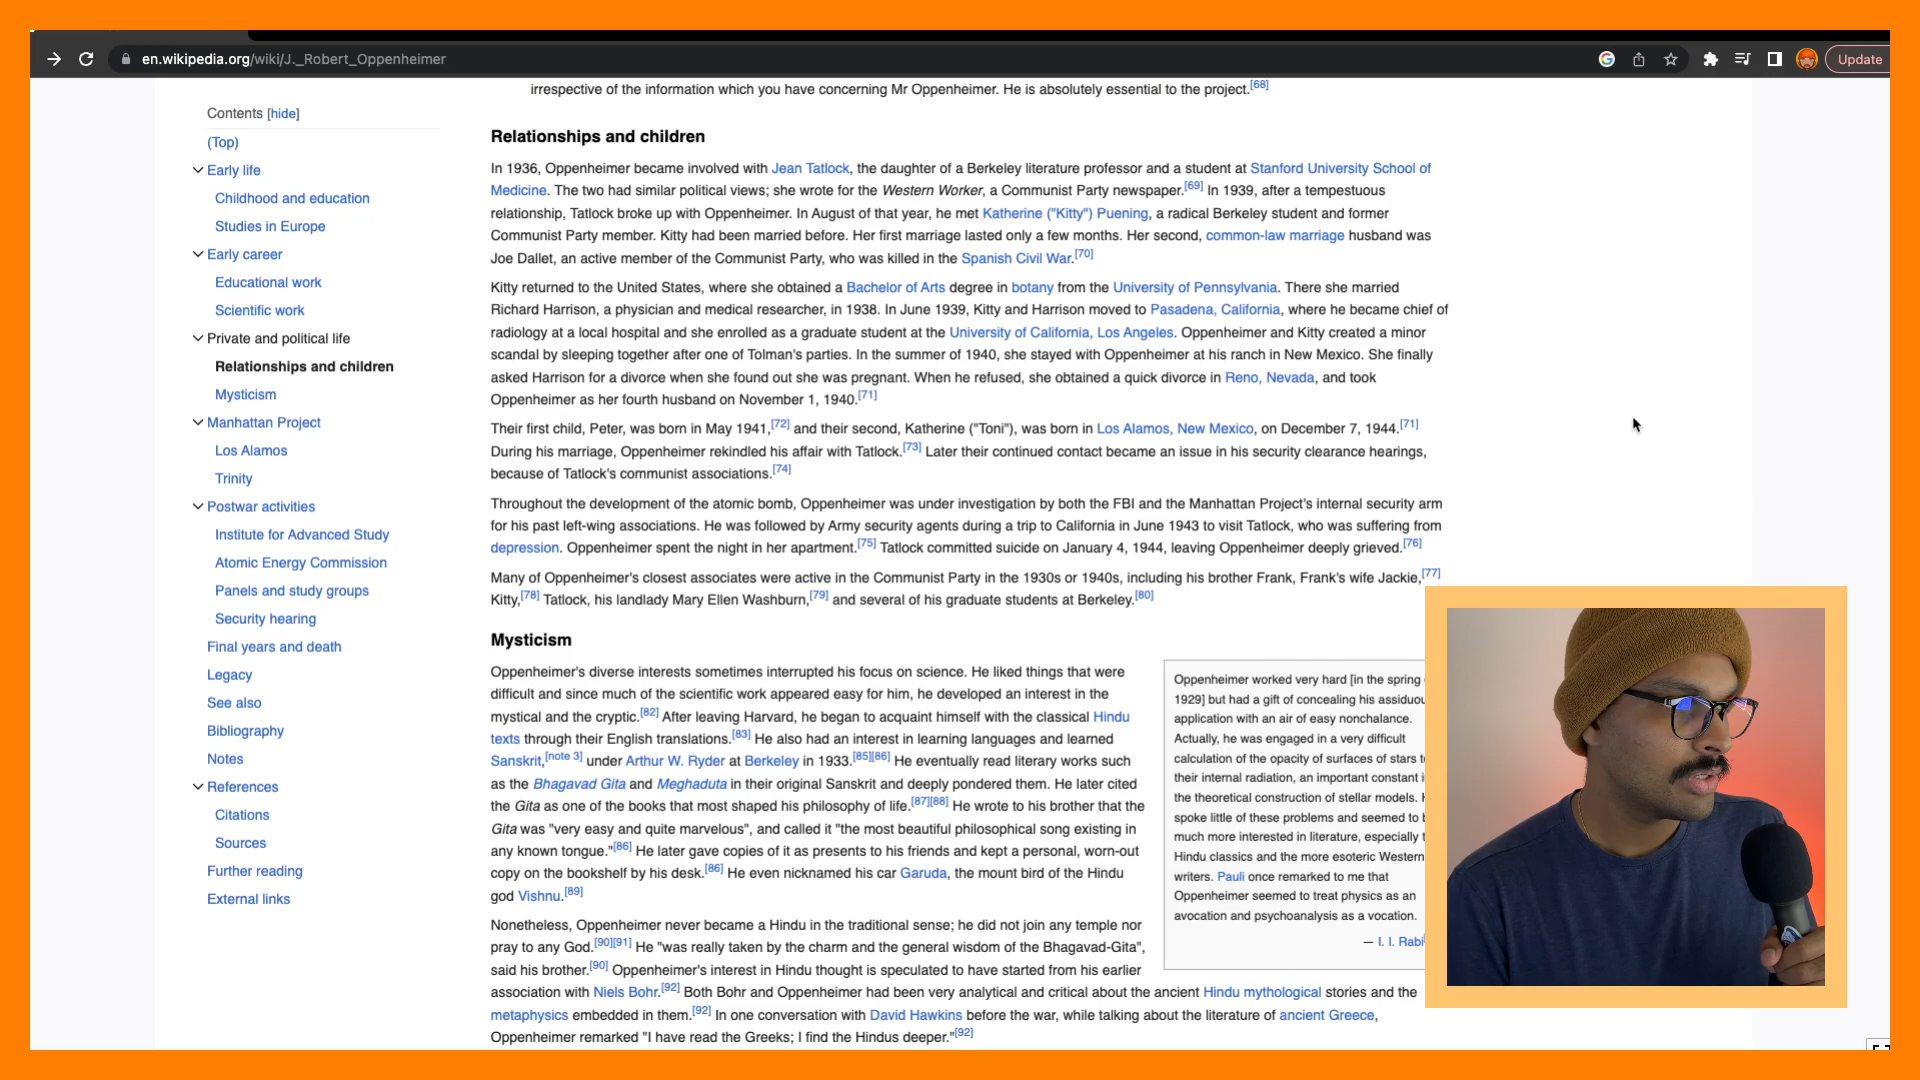 en.wikipedia.org/wiki/J._Robert_Oppenheimer
Update
Contents [hide]
(Top)
Early life
Childhood and education
Studies in Europe
Early career
Educational work
Scientific work
Private and political life
Relationships and children
Mysticism
Manhattan Project
Los Alamos
Trinity
Postwar activities
Institute for Advanced Study
Atomic Energy Commission
Panels and study groups
Security hearing
Final years and death
Legacy
See also
Bibliography
Notes
References
Citations
Sources
Further reading
External links
irrespective of the information which you have concerning Mr Oppenheimer. He is absolutely essential to the project.[68]
Relationships and children
In 1936, Oppenheimer became involved with Jean Tatlock, the daughter of a Berkeley literature professor and a student at Stanford University School of
Medicine. The two had similar political views; she wrote for the Western Worker, a Communist Party newspaper.[69] In 1939, after a tempestuous
relationship, Tatlock broke up with Oppenheimer. In August of that year, he met Katherine ("Kitty") Puening, a radical Berkeley student and former
Communist Party member. Kitty had been married before. Her first marriage lasted only a few months. Her second, common-law marriage husband was
Joe Dallet, an active member of the Communist Party, who was killed in the Spanish Civil War.[70]
Kitty returned to the United States, where she obtained a Bachelor of Arts degree in botany from the University of Pennsylvania. There she married
Richard Harrison, a physician and medical researcher, in 1938. In June 1939, Kitty and Harrison moved to Pasadena, California, where he became chief of
radiology at a local hospital and she enrolled as a graduate student at the University of California, Los Angeles. Oppenheimer and Kitty created a minor
scandal by sleeping together after one of Tolman's parties. In the summer of 1940, she stayed with Oppenheimer at his ranch in New Mexico. She finally
asked Harrison for a divorce when she found out she was pregnant. When he refused, she obtained a quick divorce in Reno, Nevada, and took
Oppenheimer as her fourth husband on November 1, 1940.[71]
Their first child, Peter, was born in May 1941,[72] and their second, Katherine ("Toni"), was born in Los Alamos, New Mexico, on December 7, 1944.[71]
During his marriage, Oppenheimer rekindled his affair with Tatlock.[73] Later their continued contact became an issue in his security clearance hearings,
because of Tatlock's communist associations.[74]
Throughout the development of the atomic bomb, Oppenheimer was under investigation by both the FBI and the Manhattan Project's internal security arm
for his past left-wing associations. He was followed by Army security agents during a trip to California in June 1943 to visit Tatlock, who was suffering from
depression. Oppenheimer spent the night in her apartment.[75] Tatlock committed suicide on January 4, 1944, leaving Oppenheimer deeply grieved.[76]
Many of Oppenheimer's closest associates were active in the Communist Party in the 1930s or 1940s, including his brother Frank, Frank's wife Jackie,[77]
Kitty,[78] Tatlock, his landlady Mary Ellen Washburn,[79] and several of his graduate students at Berkeley.[80]
Mysticism
Oppenheimer's diverse interests sometimes interrupted his focus on science. He liked things that were
difficult and since much of the scientific work appeared easy for him, he developed an interest in the
mystical and the cryptic.[82] After leaving Harvard, he began to acquaint himself with the classical Hindu
texts through their English translations.[83] He also had an interest in learning languages and learned
Sanskrit,[note 3] under Arthur W. Ryder at Berkeley in 1933.[85][86] He eventually read literary works such
as the Bhagavad Gita and Meghaduta in their original Sanskrit and deeply pondered them. He later cited
the Gita as one of the books that most shaped his philosophy of life.[87][88] He wrote to his brother that the
Gita was "very easy and quite marvelous", and called it "the most beautiful philosophical song existing in
any known tongue."[86] He later gave copies of it as presents to his friends and kept a personal, worn-out
copy on the bookshelf by his desk.[86] He even nicknamed his car Garuda, the mount bird of the Hindu
god Vishnu.[89]
Nonetheless, Oppenheimer never became a Hindu in the traditional sense; he did not join any temple nor
pray to any God.[90][91] He "was really taken by the charm and the general wisdom of the Bhagavad-Gita",
said his brother.[90] Oppenheimer's interest in Hindu thought is speculated to have started from his earlier
association with Niels Bohr.[92] Both Bohr and Oppenheimer had been very analytical and critical about the ancient Hindu mythological stories and the
metaphysics embedded in them.[92] In one conversation with David Hawkins before the war, while talking about the literature of ancient Greece,
Oppenheimer remarked "I have read the Greeks; I find the Hindus deeper."[92]
Oppenheimer worked very hard [in the spring
1929] but had a gift of concealing his
application with an air of easy nonchalance.
Actually, he was engaged in a very difficult
calculation of the opacity of surfaces of stars
their internal radiation, an important constant
the theoretical construction of stellar models.
spoke little of these problems and seemed to
much more interested in literature, especially
Hindu classics and the more esoteric Western
writers. Pauli once remarked to me that
Oppenheimer seemed to treat physics as an
avocation and psychoanalysis as a vocation.
— I. I. Rabi